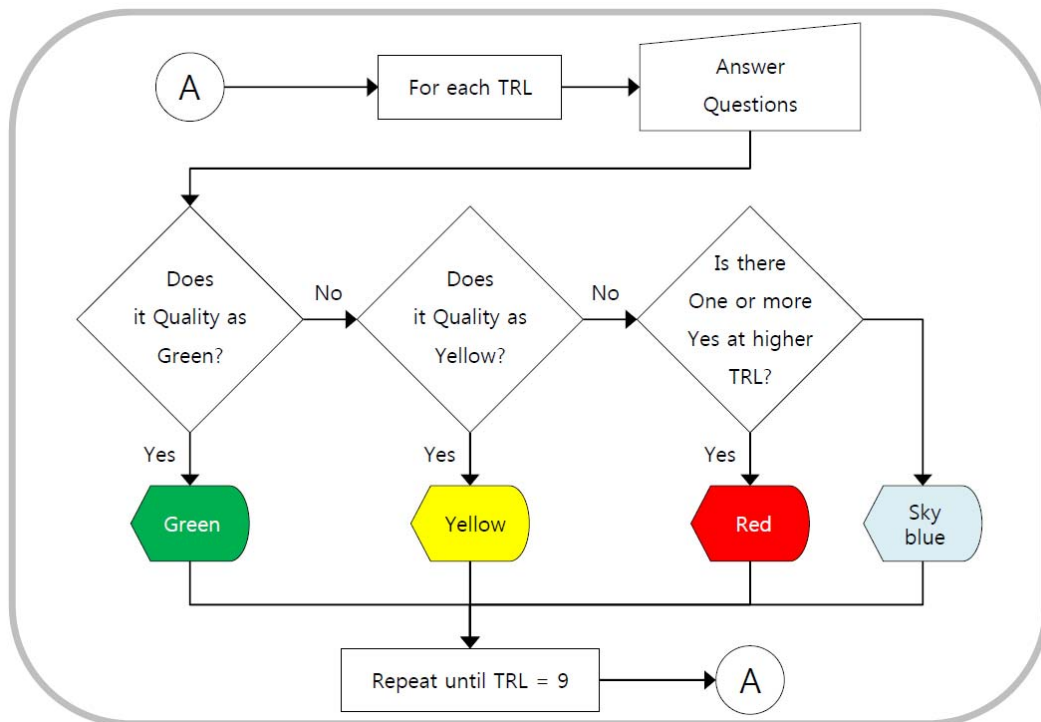 A
For each TRL
Answer
Questions
Does
it Quality as
Green?
No
Does
it Quality as
Yellow?
No
Is there
One or more
Yes at higher
TRL?
Yes
Yes
Yes
Green
Yellow
Red
Sky
blue
Repeat until TRL = 9
A